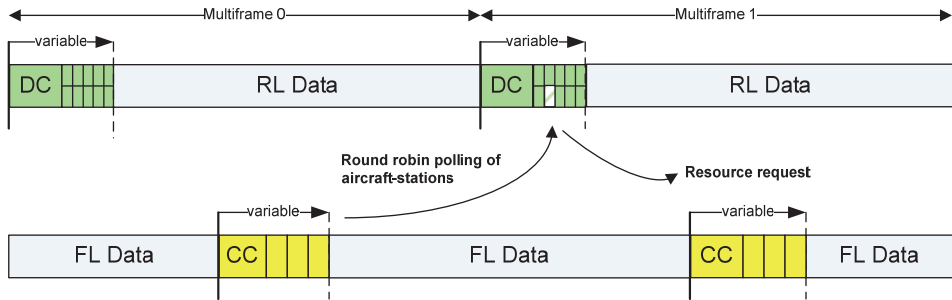 Multiframe 0
Multiframe 1
variable
variable
DC
RL Data
DC
RL Data
Round robin polling of
aircraft-stations
Resource request
variable
variable
FL Data
CC
FL Data
CC
FL Data